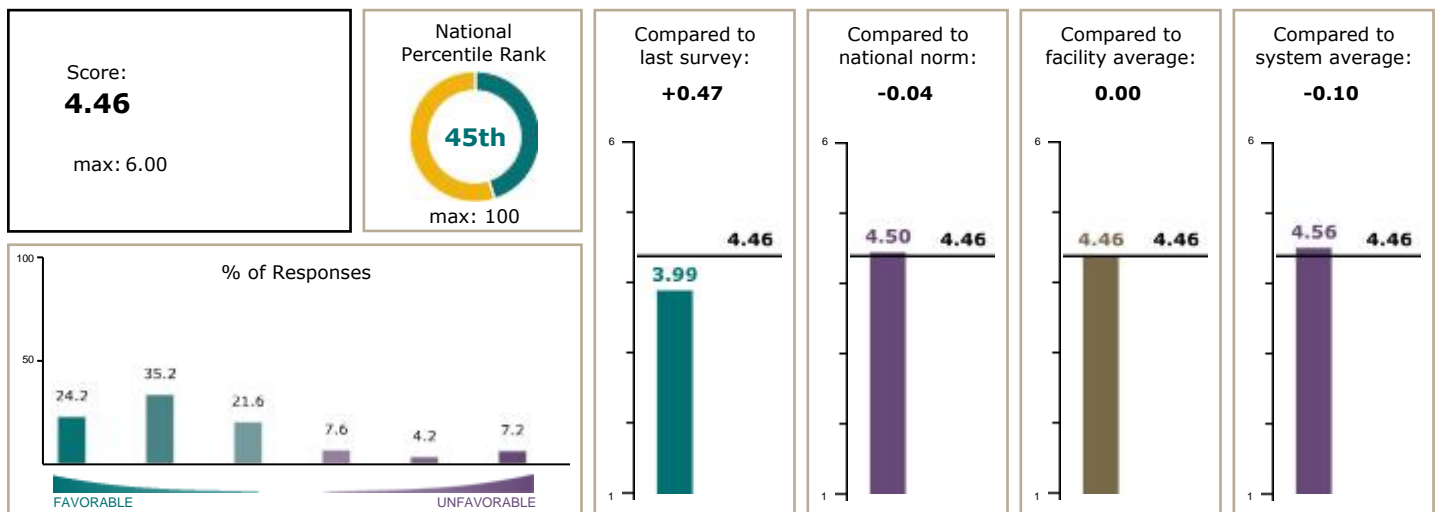 Score:
4.46
max: 6.00
National
Percentile Rank
45th
max: 100
% of Responses
100
50
24.2
35.2
21.6
7.6
4.2
7.2
FAVORABLE
UNFAVORABLE
Compared to
last survey:
+0.47
6
4.46
3.99
1
Compared to
national norm:
-0.04
6
4.50 4.46
1
Compared to
facility average:
0.00
6
4.46 4.46
1
Compared to
system average:
-0.10
6
4.56 4.46
1